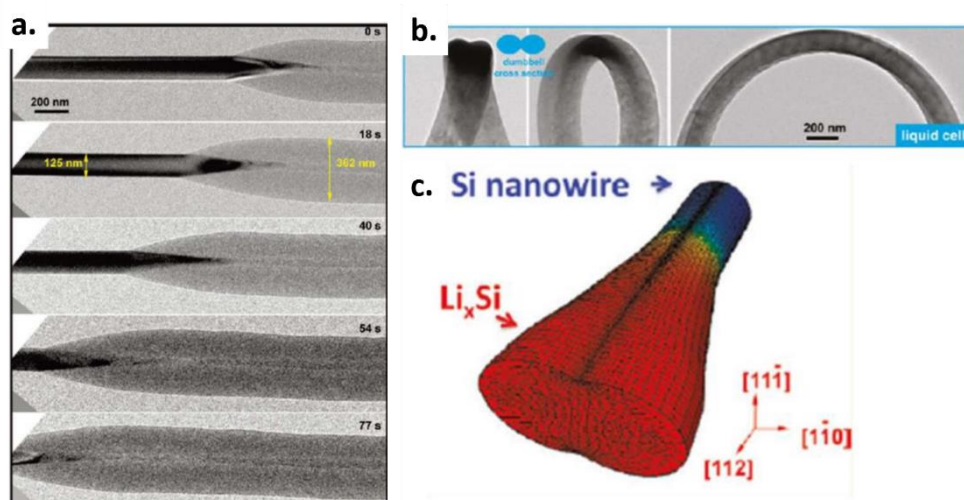 a.
0 s
200 nm
18s
125 nm
362 nm
40 s
54 s
77 s
b.
dumbbell
cross section
200 nm
liquid cell
c.
Si nanowire
LiₓSi
[111̄]
[11̄0]
[112]